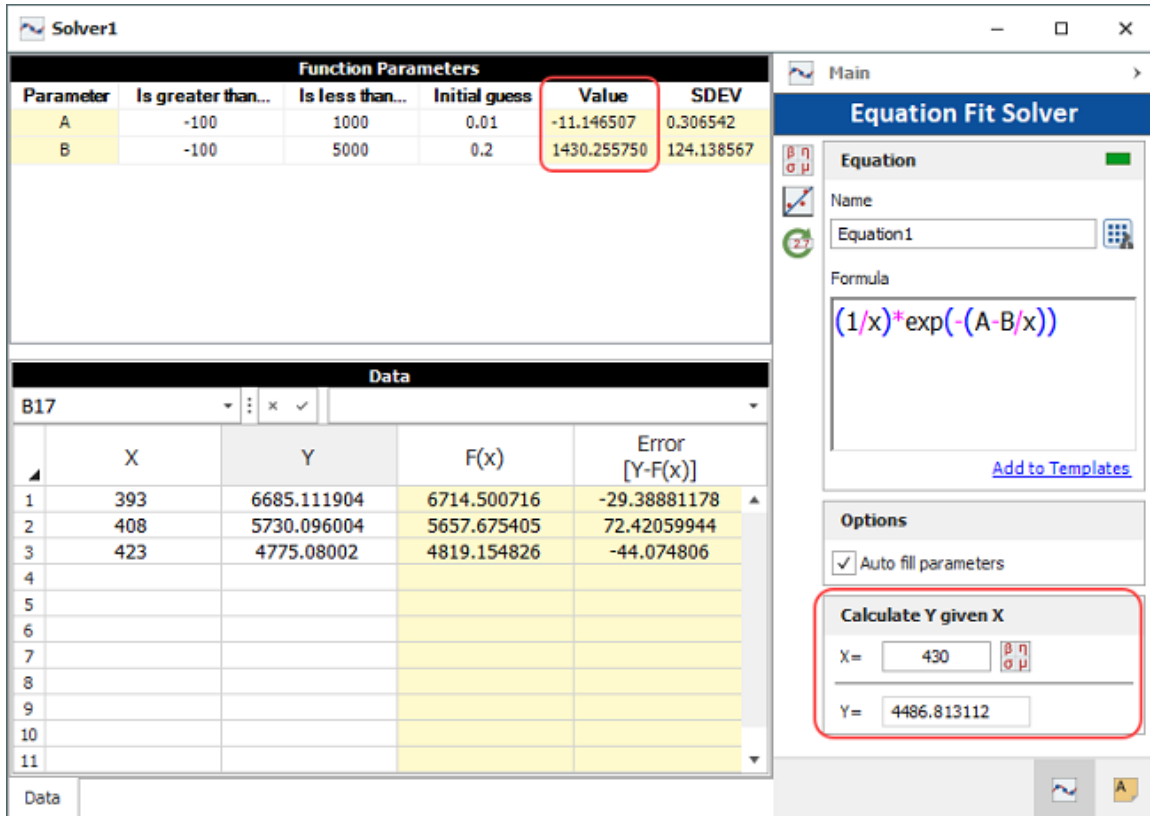 Solver1
Function Parameters
Parameter Is greater than... Is less than... Initial guess Value SDEV
A -100 1000 0.01 -11.146507 0.306542
B -100 5000 0.2 1430.255750 124.138567
Data
B17
X Y F(x) Error
[Y-F(x)]
1 393 6685.111904 6714.500716 -29.38881178
2 408 5730.096004 5657.675405 72.42059944
3 423 4775.08002 4819.154826 -44.074806
4
5
6
7
8
9
10
11
Data
Main
Equation Fit Solver
β η
σ μ
Equation
Name
Equation1
2.7
Formula
(1/x)*exp(-(A-B/x))
Add to Templates
Options
Auto fill parameters
Calculate Y given X
X= 430
β η
σ μ
Y= 4486.813112
A